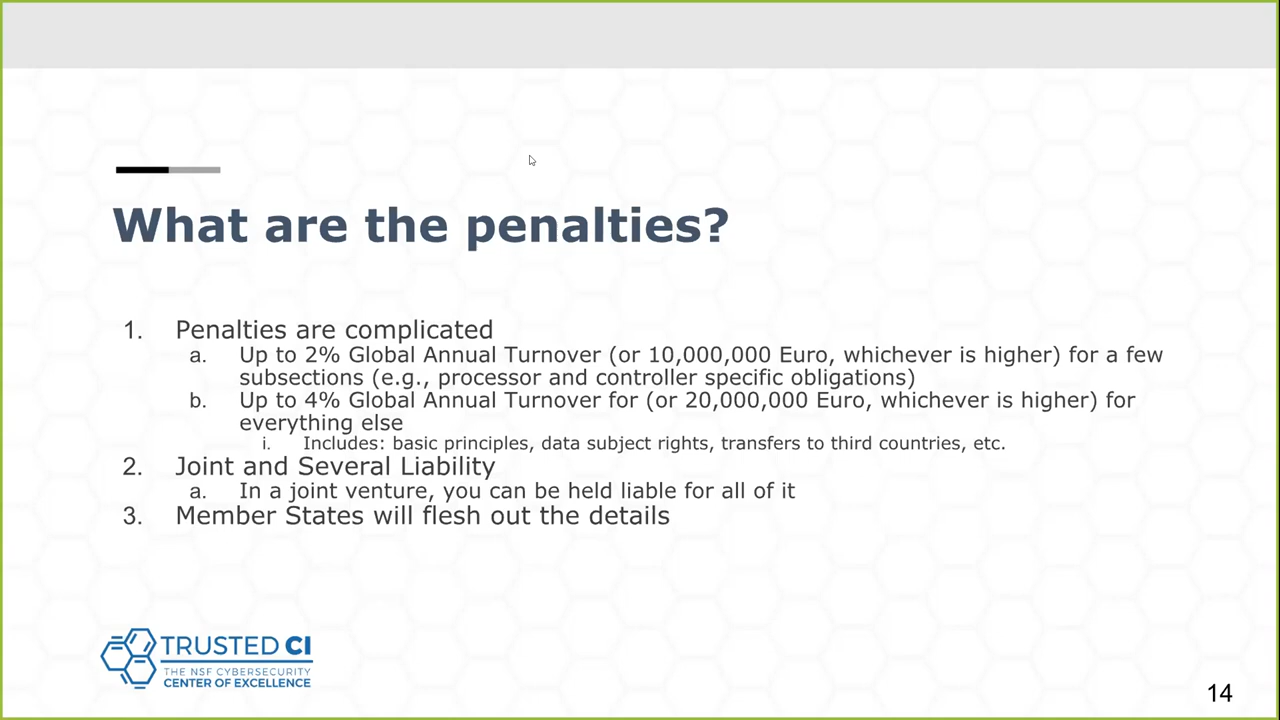 What are the penalties?
1. Penalties are complicated
a. Up to 2% Global Annual Turnover (or 10,000,000 Euro, whichever is higher) for a few
subsections (e.g., processor and controller specific obligations)
b. Up to 4% Global Annual Turnover for (or 20,000,000 Euro, whichever is higher) for
everything else
i. Includes: basic principles, data subject rights, transfers to third countries, etc.
2. Joint and Several Liability
a. In a joint venture, you can be held liable for all of it
3. Member States will flesh out the details
TRUSTED CI
THE NSF CYBERSECURITY
CENTER OF EXCELLENCE
14